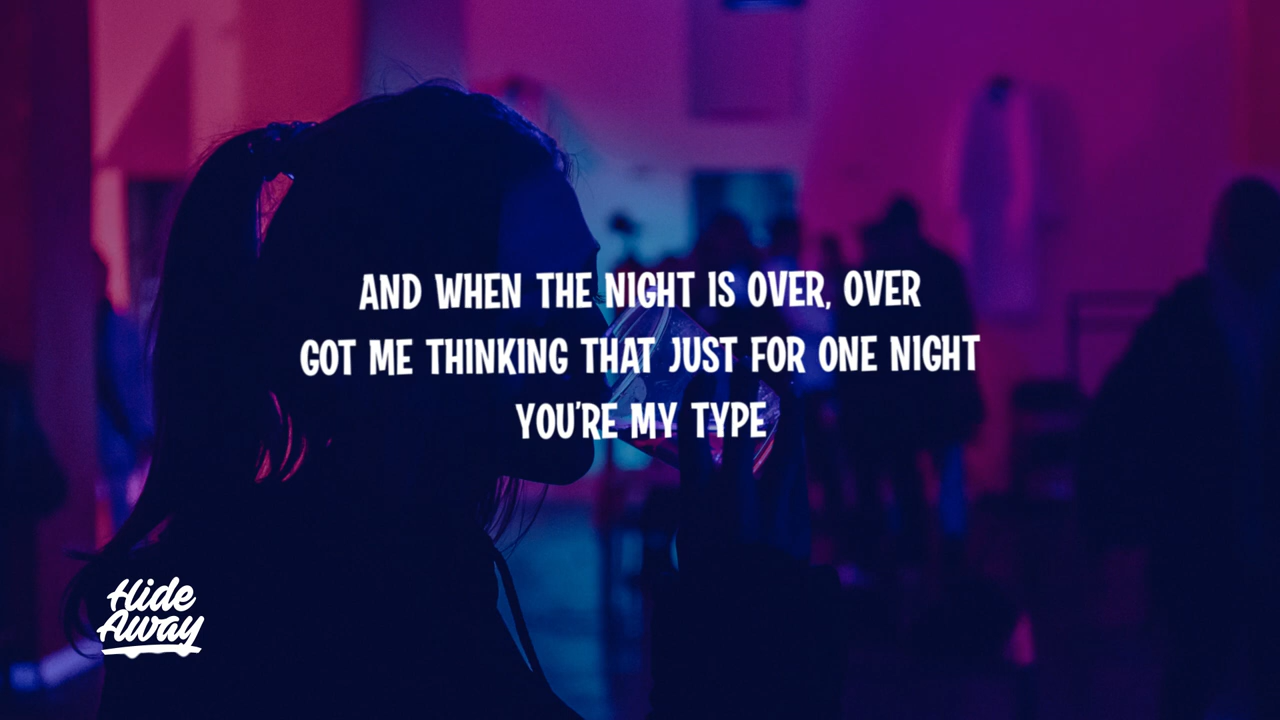 AND WHEN THE NIGHT IS OVER, OVER
GOT ME THINKING THAT JUST FOR ONE NIGHT
YOU'RE MY TYPE
Hide
Away